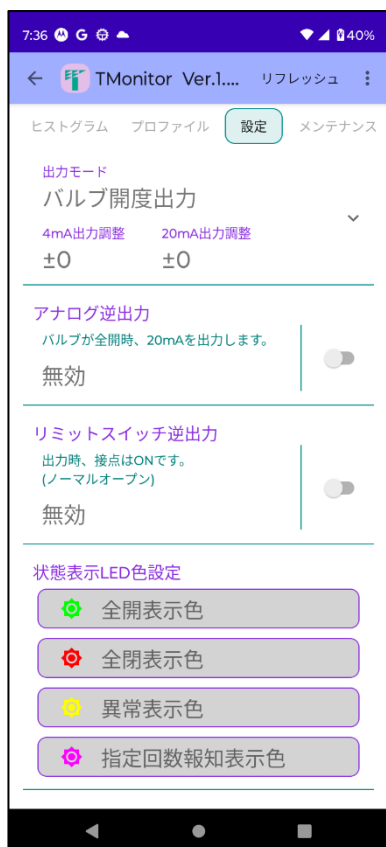 7:36 G 40%
TMonitor Ver.1.... リフレッシュ
ヒストグラム プロファイル 設定 メンテナンス
出力モード
バルブ開度出力
4mA出力調整 20mA出力調整
±0 ±0
アナログ逆出力
バルブが全開時、20mAを出力します。
無効
リミットスイッチ逆出力
出力時、接点はONです。
(ノーマルオープン)
無効
状態表示LED色設定
全開表示色
全閉表示色
異常表示色
指定回数報知表示色